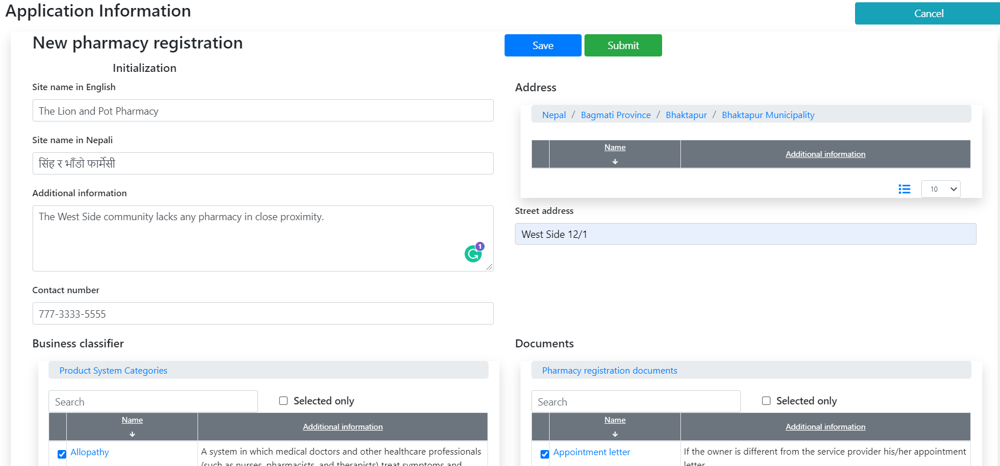 Application Information
Cancel
New pharmacy registration
Save
Submit
Initialization
Site name in English
The Lion and Pot Pharmacy
Site name in Nepali
सिंह र भाँडो फार्मेसी
Additional information
The West Side community lacks any pharmacy in close proximity.
1
Contact number
777-3333-5555
Address
Nepal / Bagmati Province / Bhaktapur / Bhaktapur Municipality
Name
Additional information
10
Street address
West Side 12/1
Business classifier
Product System Categories
Search
Selected only
Name
Additional information
Allopathy
A system in which medical doctors and other healthcare professionals
(such as nurses, pharmacists, and therapists) treat symptoms and
Documents
Pharmacy registration documents
Search
Selected only
Name
Additional information
Appointment letter
If the owner is different from the service provider his/her appointment
letter